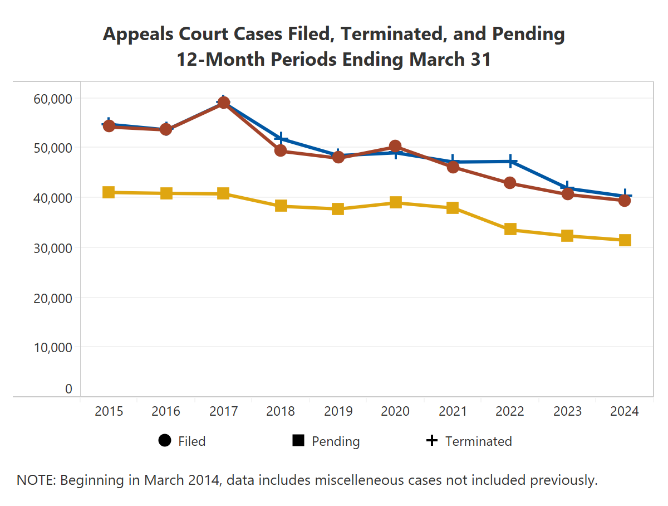 Appeals Court Cases Filed, Terminated, and Pending
12-Month Periods Ending March 31
60,000
50,000
40,000
30,000
20,000
10,000
0
2015 2016 2017 2018 2019 2020 2021 2022 2023 2024
Filed Pending Terminated
NOTE: Beginning in March 2014, data includes miscelleneous cases not included previously.